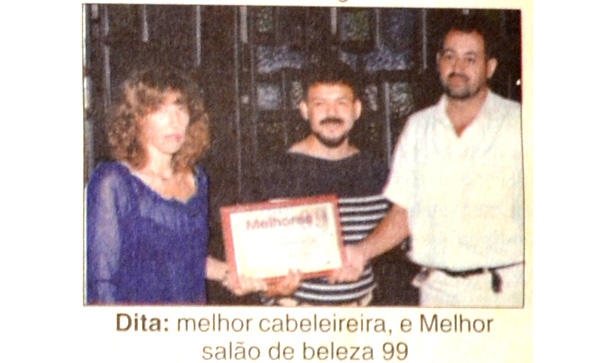 Melhores
Dita: melhor cabeleireira, e Melhor
salão de beleza 99